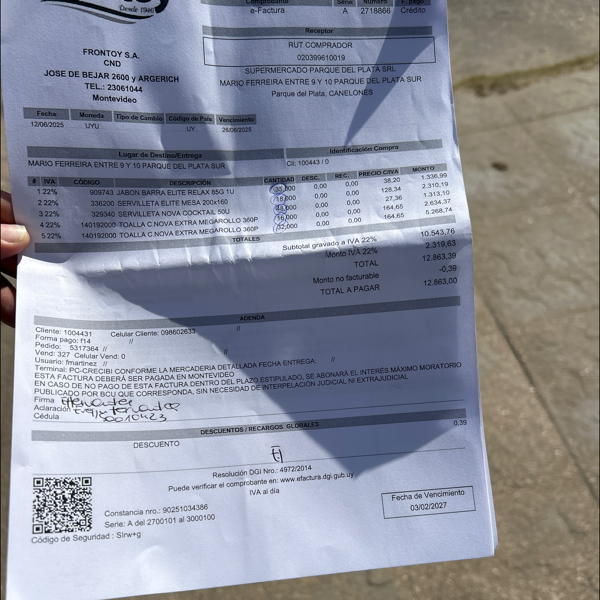 Desde 1940
Comprobante Serie Número F. pago
e-Factura A 2718866 Crédito
FRONTOY S.A.
CND
JOSE DE BEJAR 2600 y ARGERICH
TEL.: 23061044
Montevideo
Receptor
RUT COMPRADOR
020399610019
SUPERMERCADO PARQUE DEL PLATA SRL
MARIO FERREIRA ENTRE 9 Y 10 PARQUE DEL PLATA SUR
Parque del Plata, CANELONES
Fecha Moneda Tipo de Cambio Código de País Vencimiento
12/06/2025 UYU UY 26/06/2025
Lugar de Destino/Entrega Identificación Compra
MARIO FERREIRA ENTRE 9 Y 10 PARQUE DEL PLATA SUR Cli: 100443 / 0
# IVA CÓDIGO DESCRIPCIÓN CANTIDAD DESC. REC. PRECIO C/IVA MONTO
1 22% 909743 JABON BARRA ELITE RELAX 85G 1U 35,000 0,00 0,00 38,20 1.336,99
2 22% 336200 SERVILLETA ELITE MESA 200x160 18,000 0,00 0,00 128,34 2.310,19
3 22% 329340 SERVILLETA NOVA COCKTAIL 50U 0,00 0,00 27,36 1.313,10
4 22% 140192000 TOALLA C.NOVA EXTRA MEGAROLLO 360P 16,000 0,00 0,00 164,65 2.634,37
5 22% 140192000 TOALLA C.NOVA EXTRA MEGAROLLO 360P 32,000 0,00 0,00 164,65 5.268,74
TOTALES
Subtotal gravado a IVA 22% 10.543,76
Monto IVA 22% 2.319,63
TOTAL 12.863,39
Monto no facturable -0,39
TOTAL A PAGAR 12.863,00
ADENDA
Cliente: 1004431 Celular Cliente: 098602633 //
Forma pago: f14 //
Pedido: 5317364 //
Vend: 327 Celular Vend: 0 //
Usuario: fmartinez //
Terminal: PC-CRECIBI CONFORME LA MERCADERIA DETALLADA FECHA ENTREGA: //
ESTA FACTURA DEBERÁ SER PAGADA EN MONTEVIDEO
EN CASO DE NO PAGO DE ESTA FACTURA DENTRO DEL PLAZO ESTIPULADO, SE ABONARÁ EL INTERÉS MÁXIMO MORATORIO
PUBLICADO POR BCU QUE CORRESPONDA, SIN NECESIDAD DE INTERPELACIÓN JUDICIAL NI EXTRAJUDICIAL
Firma
Aclaración
Cédula
DESCUENTOS / RECARGOS GLOBALES
DESCUENTO 0,39
Resolución DGI Nro.: 4972/2014
Puede verificar el comprobante en: www.efactura.dgi.gub.uy
IVA al día
Constancia nro.: 90251034386
Serie: A del 2700101 al 3000100
Código de Seguridad : SIrw+g
Fecha de Vencimiento
03/02/2027